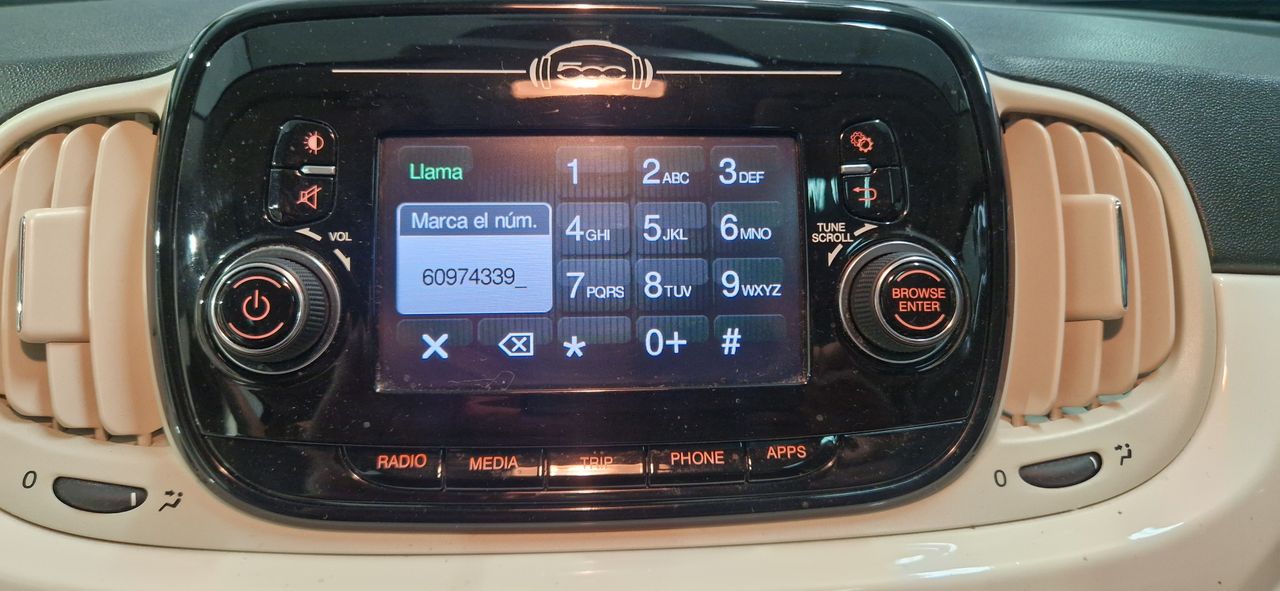 500
Llama
1
2ABC
3DEF
Marca el núm.
60974339_
4GHI
5JKL
6MNO
7PQRS
8TUV
9WXYZ
*
0+
#
VOL
TUNE
SCROLL
BROWSE
ENTER
RADIO
MEDIA
TRIP
PHONE
APPS
0
0